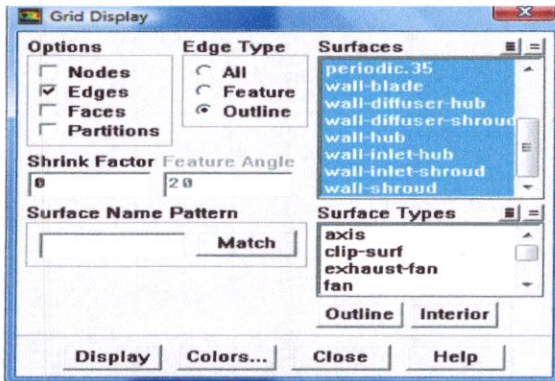 Grid Display
Options
Nodes
Edges
Faces
Partitions
Edge Type
All
Feature
Outline
Shrink Factor
0
Feature Angle
20
Surface Name Pattern
Match
Surfaces
periodic.35
wall-blade
wall-diffuser-hub
wall-diffuser-shroud
wall-hub
wall-inlet-hub
wall-inlet-shroud
wall-shroud
Surface Types
axis
clip-surf
exhaust-fan
fan
Outline
Interior
Display
Colors...
Close
Help